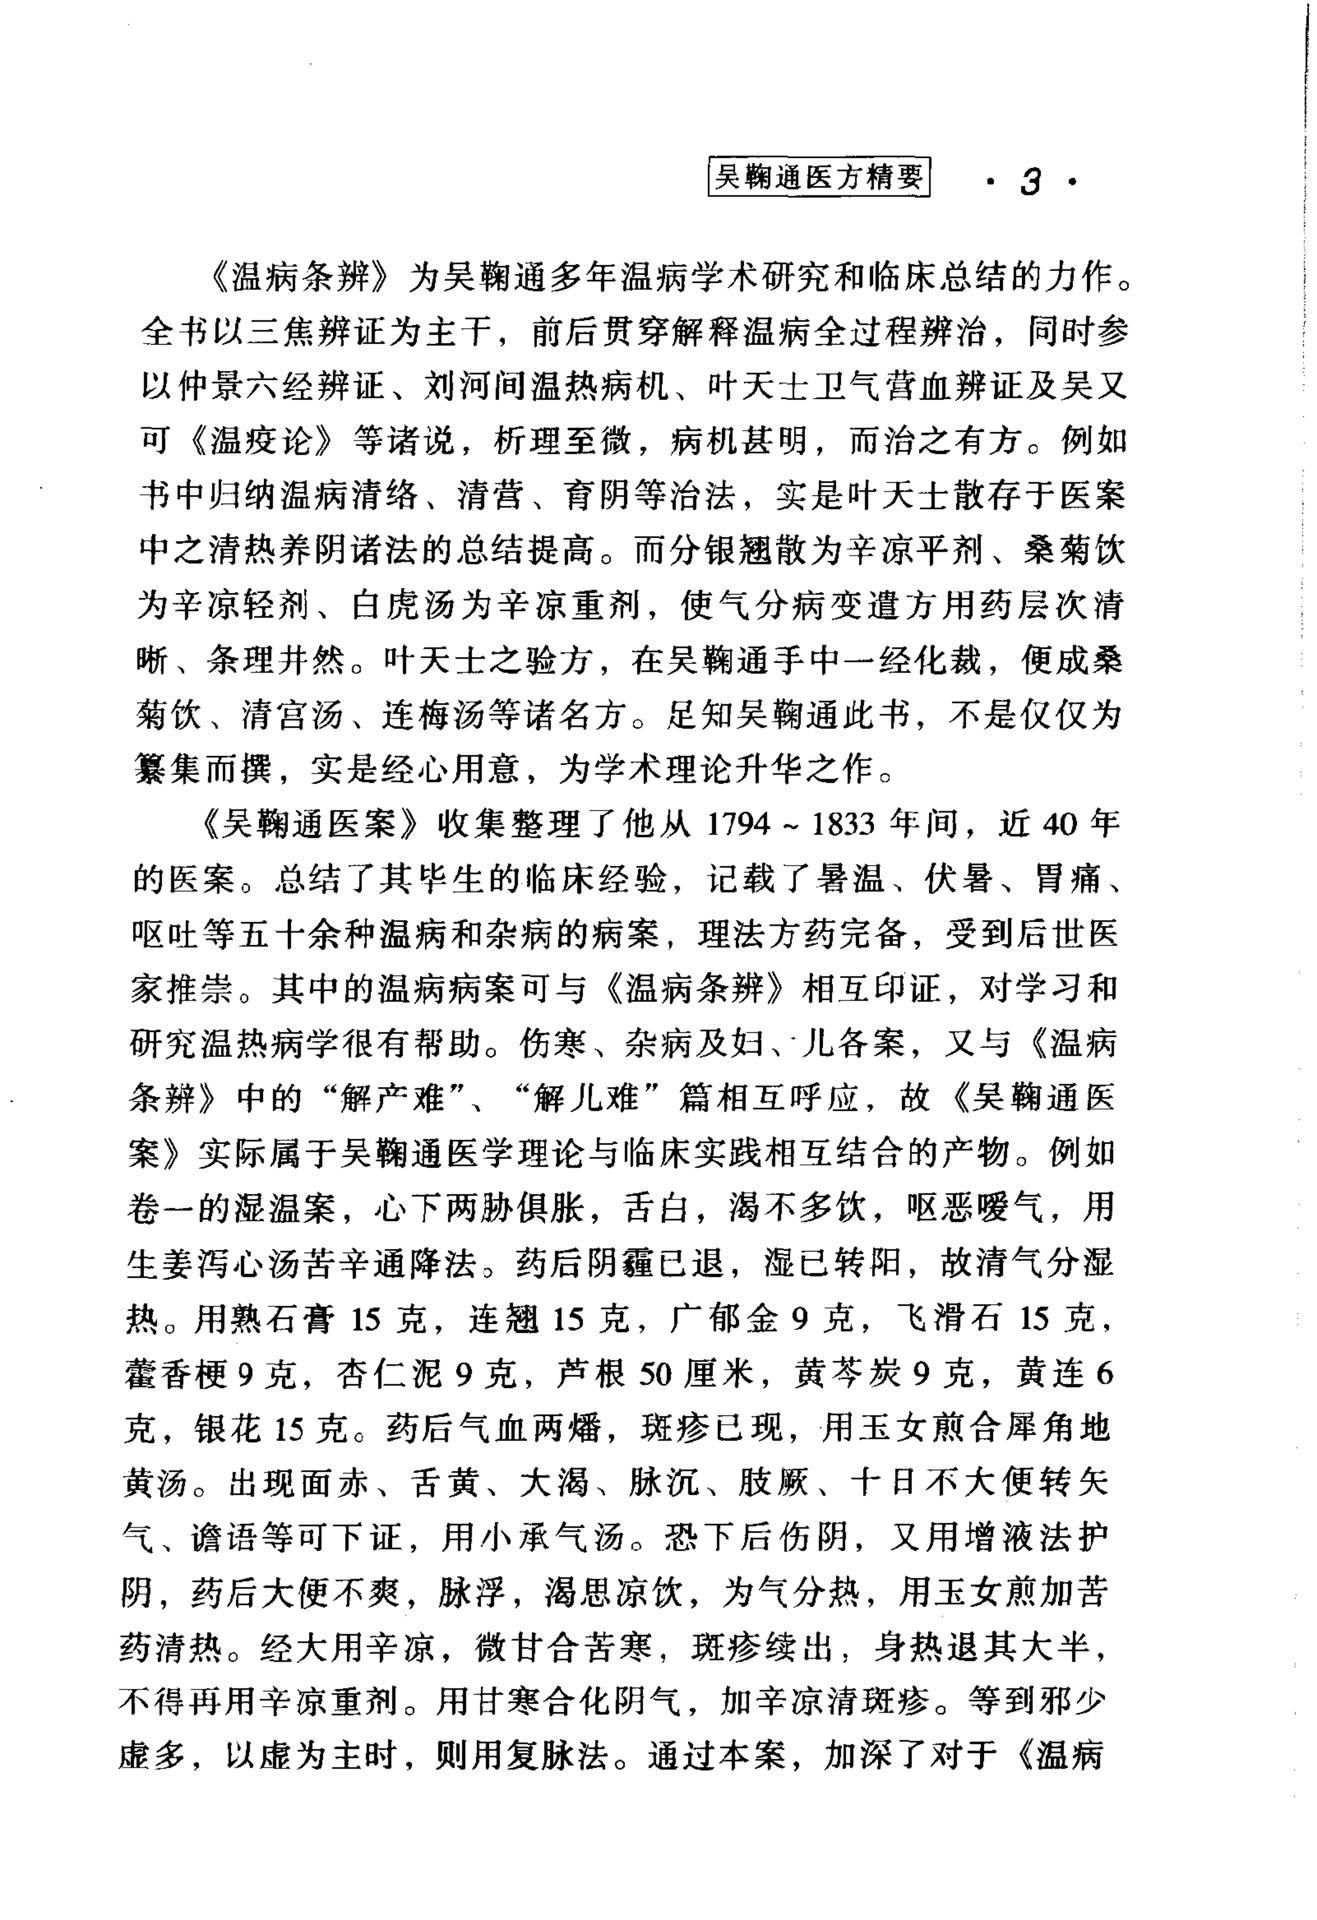 吴鞠通医方精要 · 3 ·
《温病条辨》为吴鞠通多年温病学术研究和临床总结的力作。
全书以三焦辨证为主干，前后贯穿解释温病全过程辨治，同时参
以仲景六经辨证、刘河间温热病机、叶天士卫气营血辨证及吴又
可《温疫论》等诸说，析理至微，病机甚明，而治之有方。例如
书中归纳温病清络、清营、育阴等治法，实是叶天士散存于医案
中之清热养阴诸法的总结提高。而分银翘散为辛凉平剂、桑菊饮
为辛凉轻剂、白虎汤为辛凉重剂，使气分病变遣方用药层次清
晰、条理井然。叶天士之验方，在吴鞠通手中一经化裁，便成桑
菊饮、清宫汤、连梅汤等诸名方。足知吴鞠通此书，不是仅仅为
纂集而撰，实是经心用意，为学术理论升华之作。
《吴鞠通医案》收集整理了他从 1794～1833 年间，近 40 年
的医案。总结了其毕生的临床经验，记载了暑温、伏暑、胃痛、
呕吐等五十余种温病和杂病的病案，理法方药完备，受到后世医
家推崇。其中的温病病案可与《温病条辨》相互印证，对学习和
研究温热病学很有帮助。伤寒、杂病及妇、儿各案，又与《温病
条辨》中的“解产难”、“解儿难”篇相互呼应，故《吴鞠通医
案》实际属于吴鞠通医学理论与临床实践相互结合的产物。例如
卷一的湿温案，心下两胁俱胀，舌白，渴不多饮，呕恶嗳气，用
生姜泻心汤苦辛通降法。药后阴霾已退，湿已转阳，故清气分湿
热。用熟石膏 15 克，连翘 15 克，广郁金 9 克，飞滑石 15 克，
藿香梗 9 克，杏仁泥 9 克，芦根 50 厘米，黄芩炭 9 克，黄连 6
克，银花 15 克。药后气血两燔，斑疹已现，用玉女煎合犀角地
黄汤。出现面赤、舌黄、大渴、脉沉、肢厥、十日不大便转矢
气、谵语等可下证，用小承气汤。恐下后伤阴，又用增液法护
阴，药后大便不爽，脉浮，渴思凉饮，为气分热，用玉女煎加苦
药清热。经大用辛凉，微甘合苦寒，斑疹续出，身热退其大半，
不得再用辛凉重剂。用甘寒合化阴气，加辛凉清斑疹。等到邪少
虚多，以虚为主时，则用复脉法。通过本案，加深了对于《温病